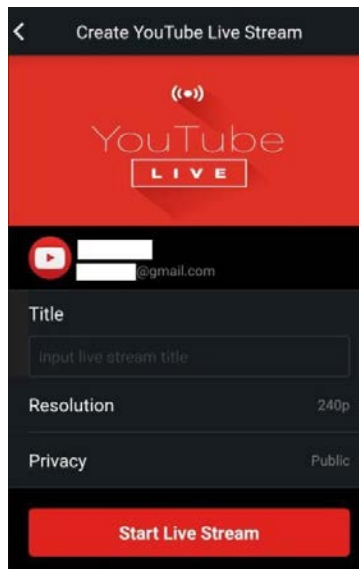 Create YouTube Live Stream
YouTube
LIVE
@gmail.com
Title
Input live stream title
Resolution 240p
Privacy Public
Start Live Stream